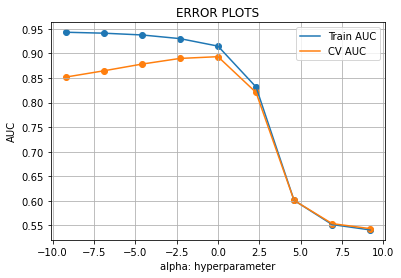 ERROR PLOTS
Train AUC
CV AUC
0.95
0.90
0.85
0.80
0.75
0.70
0.65
0.60
0.55
AUC
−10.0 −7.5 −5.0 −2.5 0.0 2.5 5.0 7.5 10.0
alpha: hyperparameter